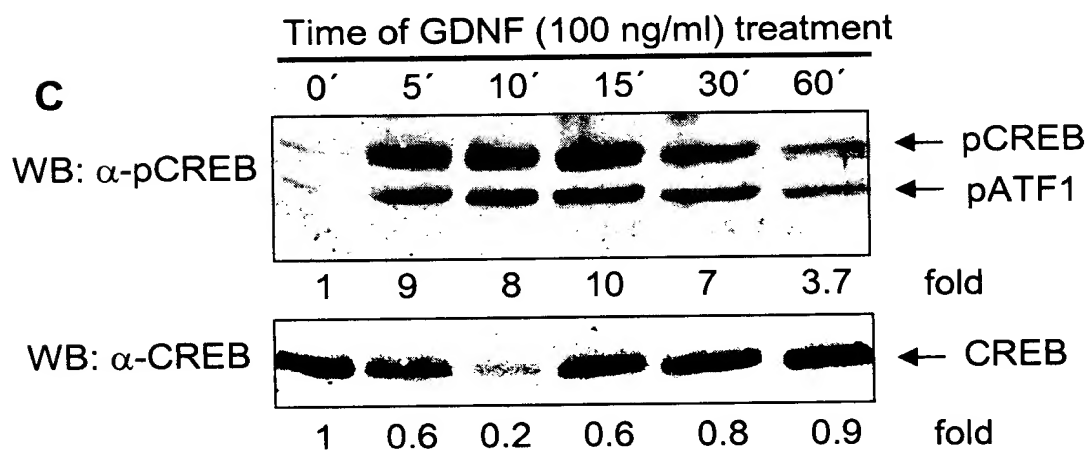 Time of GDNF (100 ng/ml) treatment
C
0´ 5´ 10´ 15´ 30´ 60´
WB: α-pCREB
pCREB
pATF1
1 9 8 10 7 3.7 fold
WB: α-CREB
CREB
1 0.6 0.2 0.6 0.8 0.9 fold